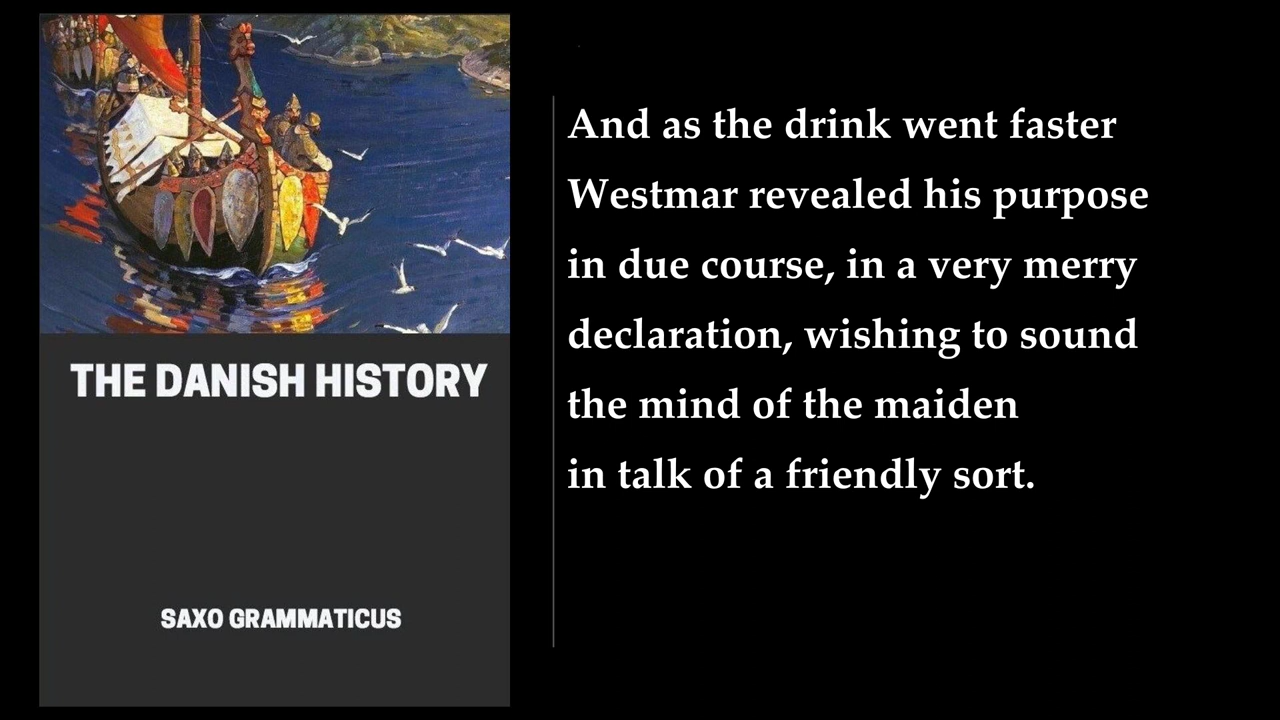 THE DANISH HISTORY
SAXO GRAMMATICUS
And as the drink went faster
Westmar revealed his purpose
in due course, in a very merry
declaration, wishing to sound
the mind of the maiden
in talk of a friendly sort.